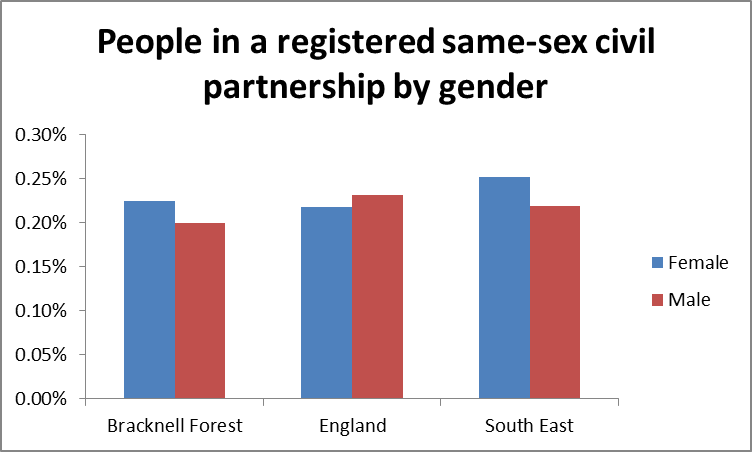 People in a registered same-sex civil
partnership by gender
0.30%
0.25%
0.20%
0.15%
0.10%
0.05%
0.00%
Bracknell Forest
England
South East
Female
Male